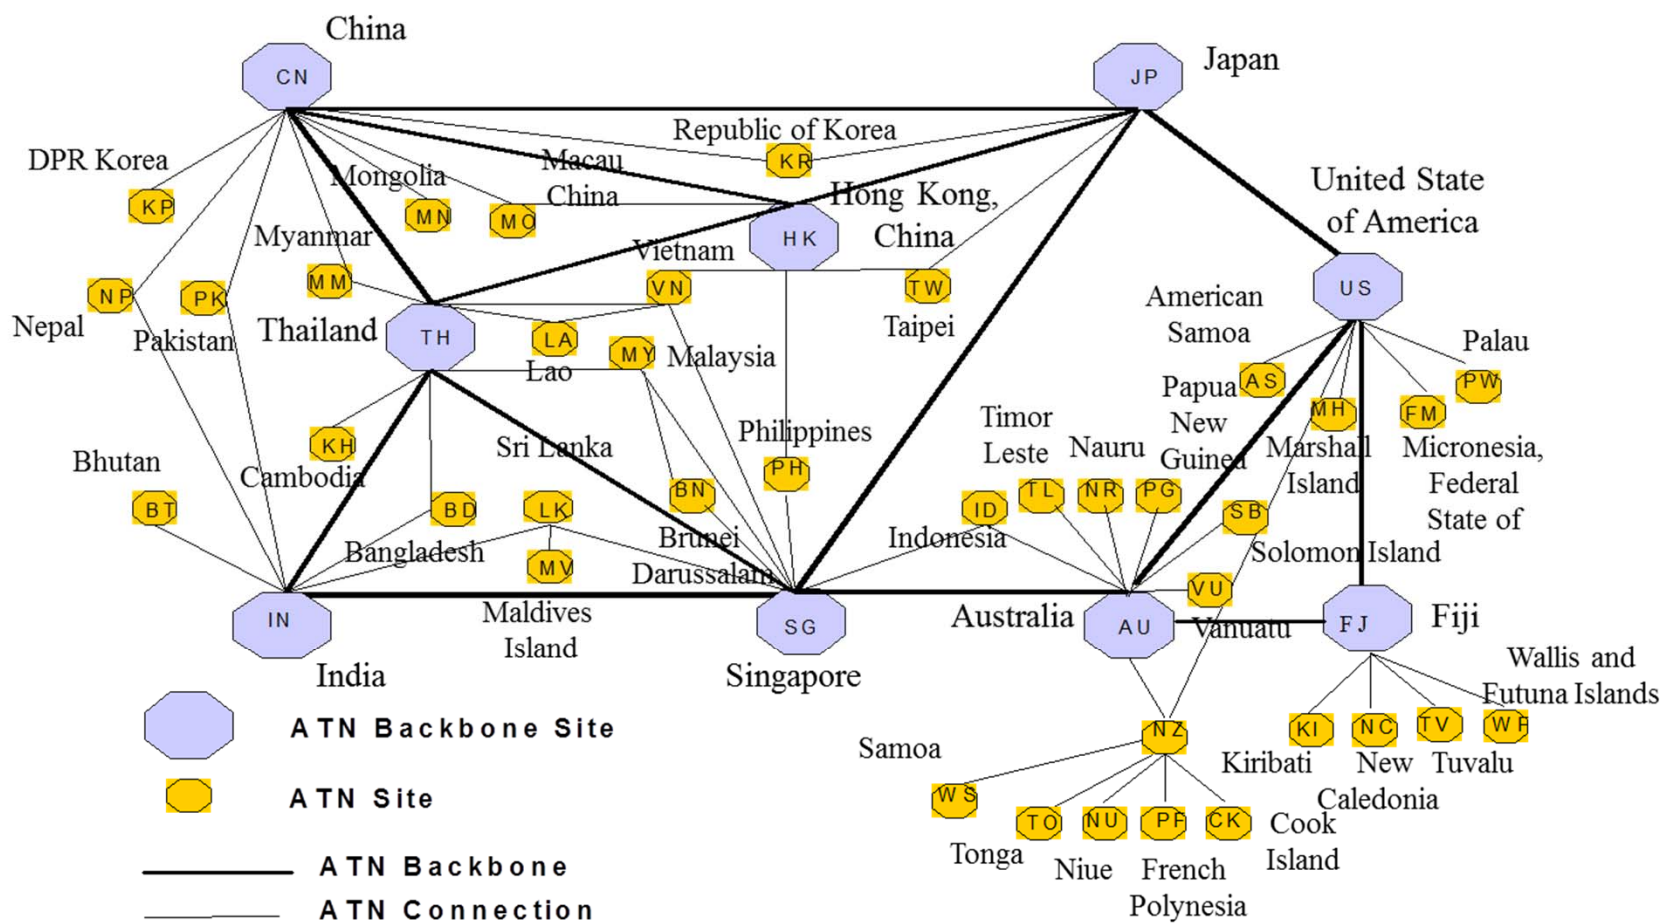 China
CN
JP
Japan
Republic of Korea
KR
DPR Korea
KP
Mongolia
MN
Macau
China
MO
Hong Kong,
China
HK
United State
of America
US
Myanmar
MM
Vietnam
VN
TW
Taipei
NP
Nepal
PK
Pakistan
Thailand
TH
LA
Lao
MY
Malaysia
American
Samoa
AS
Palau
PW
Papua
New
Guinea
MH
Marshall
Island
FM
Micronesia,
Federal
State of
KH
Cambodia
Sri Lanka
Philippines
PH
Timor
Leste
Nauru
Bhutan
BT
BD
Bangladesh
LK
MV
BN
Brunei
Darussalam
ID
Indonesia
TL
NR
PG
SB
Solomon Island
VU
Vanuatu
IN
India
Maldives
Island
SG
Singapore
Australia
AU
FJ
Fiji
Wallis and
Futuna Islands
NZ
KI
NC
TV
WF
Kiribati
New
Caledonia
Tuvalu
Samoa
WS
TO
NU
PF
CK
Tonga
Niue
French
Polynesia
Cook
Island
ATN Backbone Site
ATN Site
ATN Backbone
ATN Connection